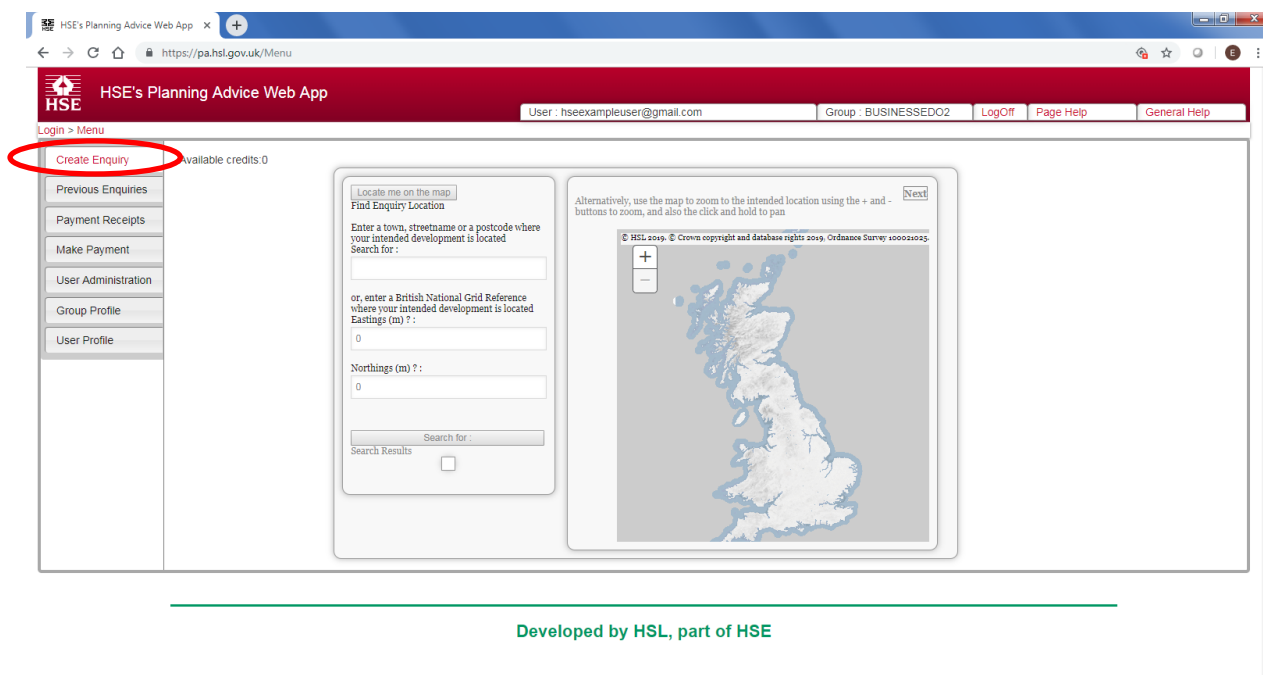 HSE's Planning Advice Web App
https://pa.hsl.gov.uk/Menu
E
HSE
HSE's Planning Advice Web App
User : hseexampleuser@gmail.com
Group : BUSINESSEDO2
LogOff
Page Help
General Help
Login > Menu
Create Enquiry
Available credits:0
Previous Enquiries
Payment Receipts
Make Payment
User Administration
Group Profile
User Profile
Locate me on the map
Find Enquiry Location
Enter a town, streetname or a postcode where
your intended development is located
Search for :
or, enter a British National Grid Reference
where your intended development is located
Eastings (m) ? :
0
Northings (m) ? :
0
Search for :
Search Results
Alternatively, use the map to zoom to the intended location using the + and -
buttons to zoom, and also the click and hold to pan
Next
© HSL 2019. © Crown copyright and database rights 2019, Ordnance Survey 100021025.
+
−
Developed by HSL, part of HSE